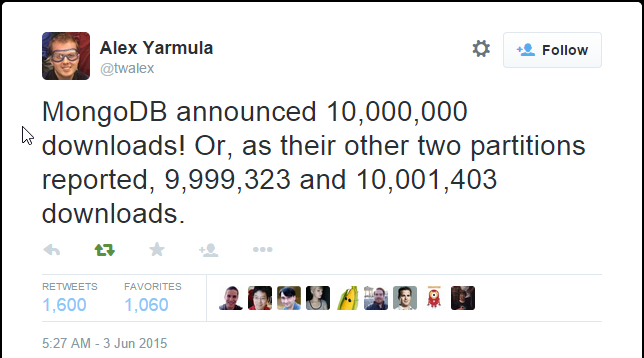 Alex Yarmula
@twalex
Follow
MongoDB announced 10,000,000
downloads! Or, as their other two partitions
reported, 9,999,323 and 10,001,403
downloads.
RETWEETS FAVORITES
1,600 1,060
5:27 AM - 3 Jun 2015